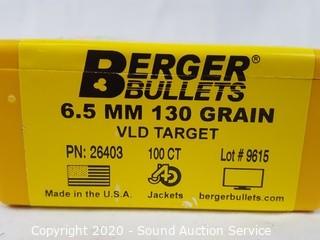 BERGER®
BULLETS
6.5 MM 130 GRAIN
VLD TARGET
PN: 26403 100 CT Lot # 9615
Made in the U.S.A. Jackets bergerbullets.com
Copyright 2020 - Sound Auction Service